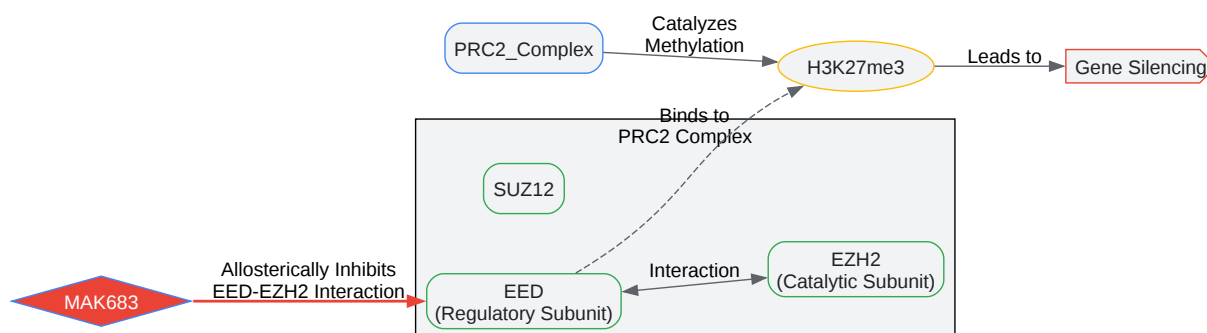 Catalyzes
Methylation
PRC2_Complex
H3K27me3
Leads to
Gene Silencing
Binds to
PRC2 Complex
SUZ12
Allosterically Inhibits
EED-EZH2 Interaction
MAK683
EED
(Regulatory Subunit)
Interaction
EZH2
(Catalytic Subunit)